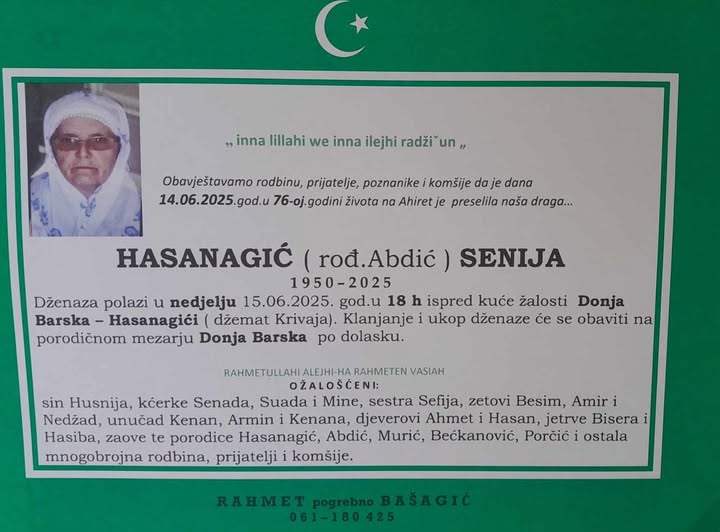 „ inna lillahi we inna ilejhi radži˘un „
Obavještavamo rodbinu, prijatelje, poznanike i komšije da je dana
14.06.2025.god.u 76-oj.godini života na Ahiret je preselila naša draga...
HASANAGIĆ ( rođ.Abdić ) SENIJA
1950-2025
Dženaza polazi u nedjelju 15.06.2025. god.u 18 h ispred kuće žalosti Donja
Barska – Hasanagići ( džemat Krivaja). Klanjanje i ukop dženaze će se obaviti na
porodičnom mezarju Donja Barska po dolasku.
RAHMETULLAHI ALEJHI-HA RAHMETEN VASIAH
OŽALOŠĆENI:
sin Husnija, kćerke Senada, Suada i Mine, sestra Sefija, zetovi Besim, Amir i
Nedžad, unučad Kenan, Armin i Kenana, djeverovi Ahmet i Hasan, jetrve Bisera i
Hasiba, zaove te porodice Hasanagić, Abdić, Murić, Bećkanović, Porčić i ostala
mnogobrojna rodbina, prijatelji i komšije.
RAHMET pogrebno BAŠAGIĆ
061-180 425